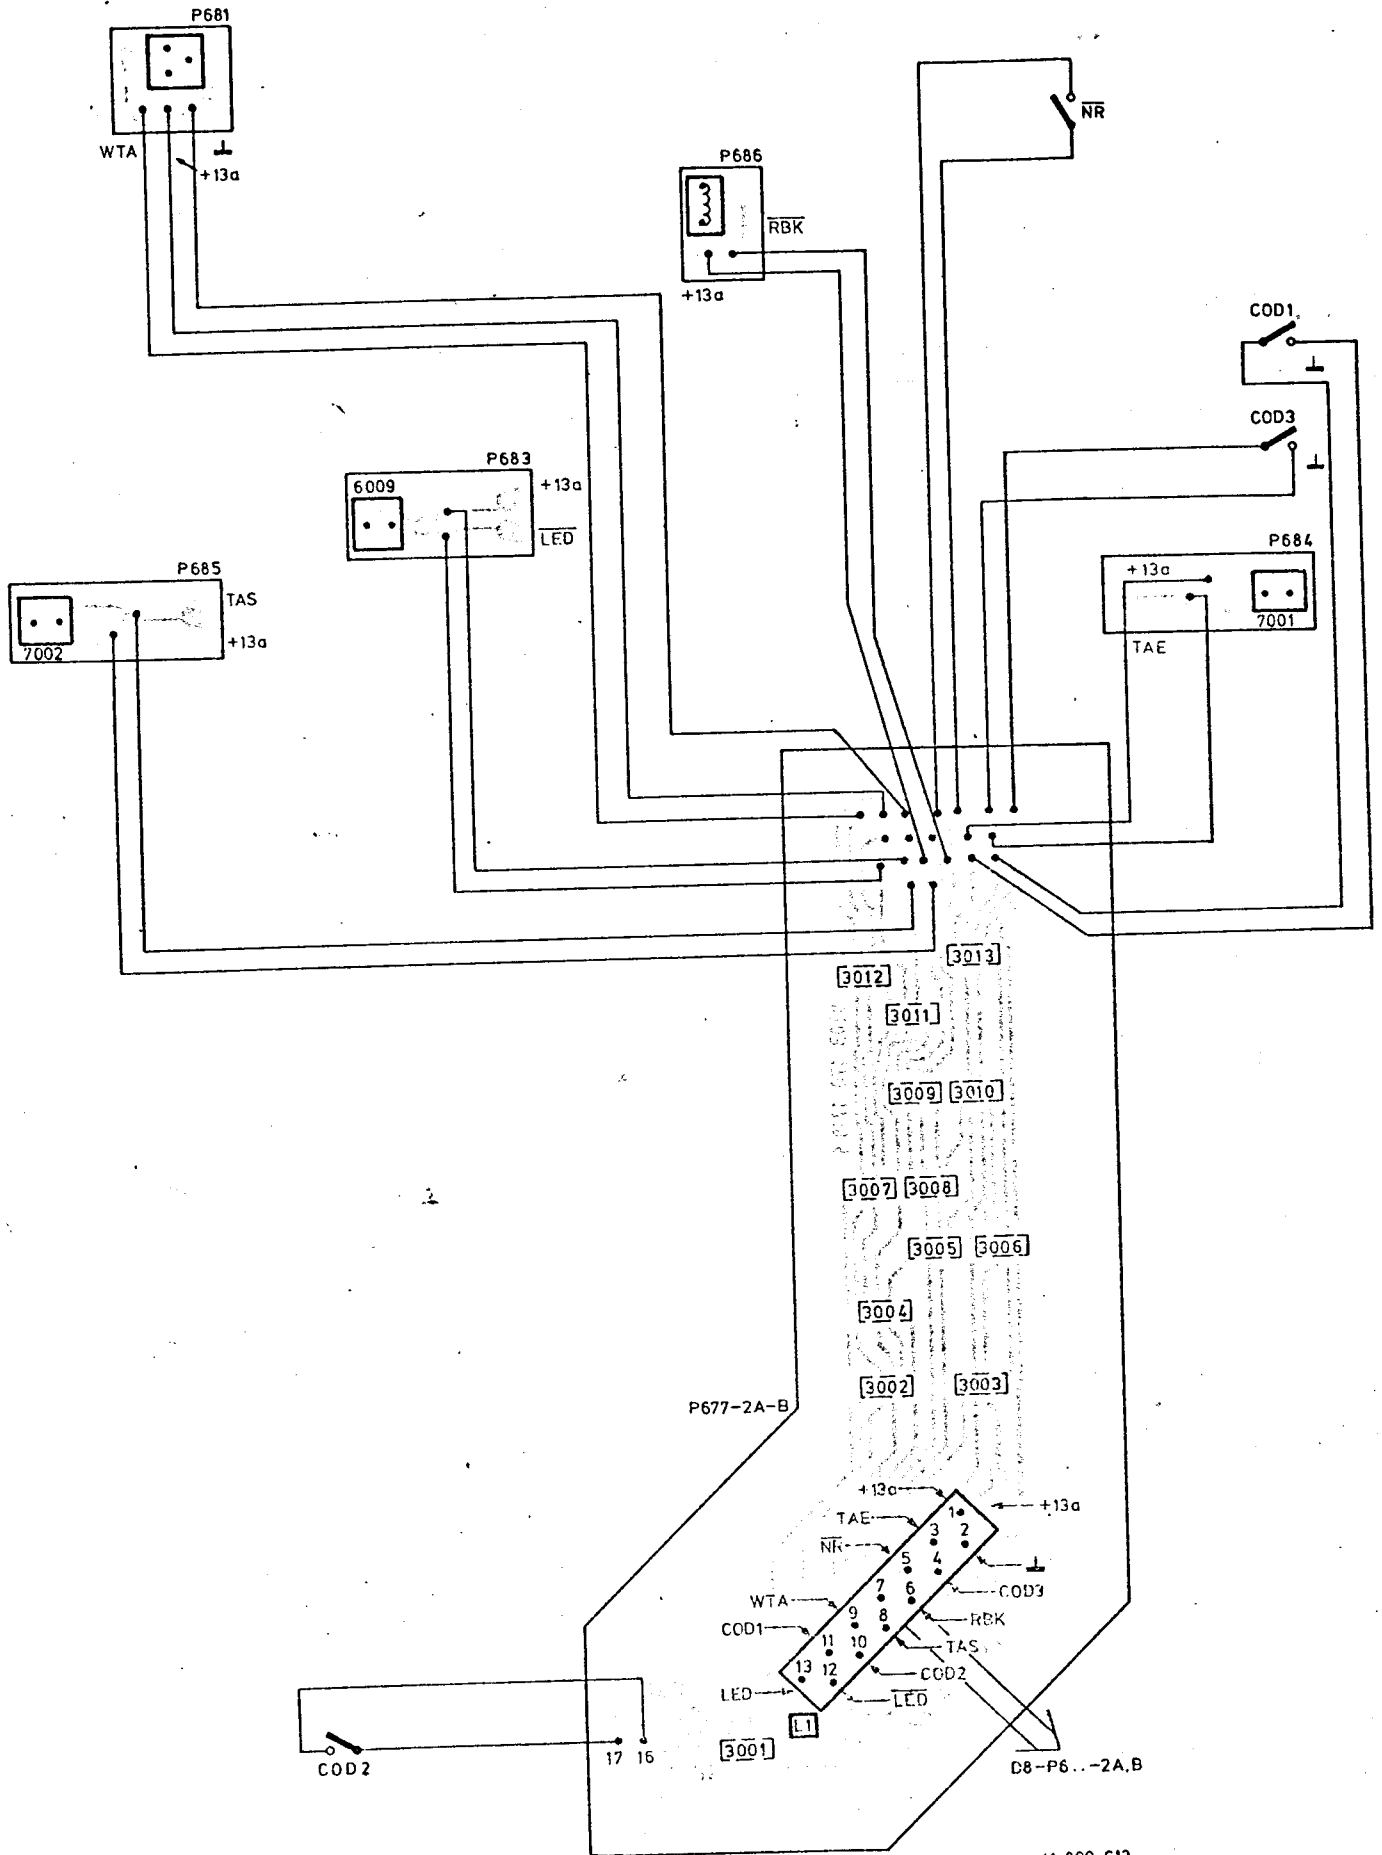 P681
WTA
+13a
NR
P686
RBK
+13a
COD1
COD3
P683
6009
+13a
LED
P684
+13a
7001
TAE
P685
TAS
7002
+13a
3013
3012
3011
3009
3010
3007
3008
3005
3006
3004
3002
3003
P677-2A-B
+13a
+13a
TAE
1
3
2
NR
5
4
COD3
7
6
WTA
RBK
9
8
COD1
TAS
11
10
COD2
13
12
LED
LED
L1
3001
17 16
COD2
D8-P6..-2A,B